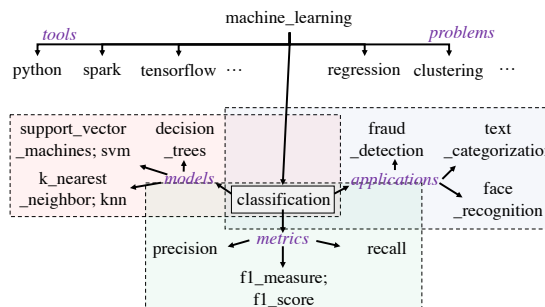 machine_learning
tools
problems
python
spark
tensorflow
...
regression
clustering
...
support_vector
_machines; svm
decision
_trees
fraud
_detection
text
_categorization
k_nearest
_neighbor; knn
models
classification
applications
face
_recognition
precision
metrics
recall
f1_measure;
f1_score